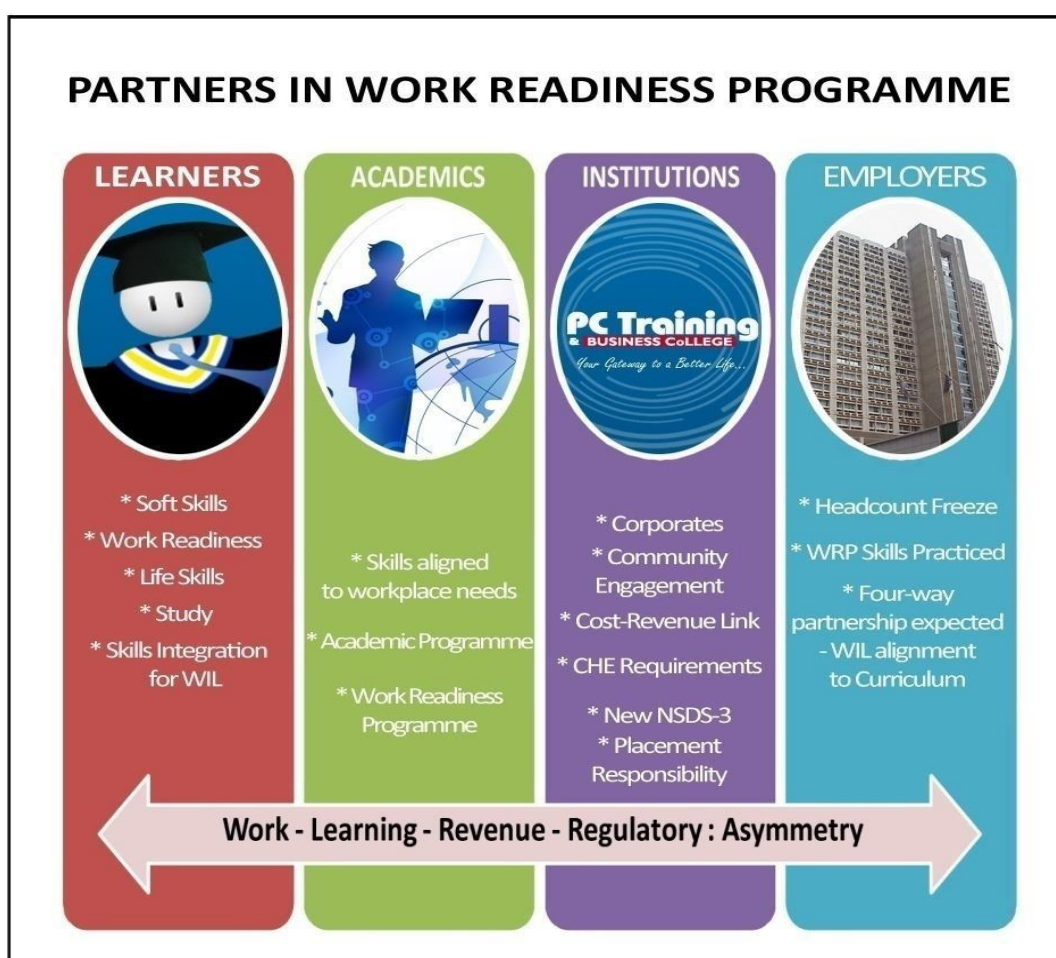 PARTNERS IN WORK READINESS PROGRAMME
LEARNERS
* Soft Skills
* Work Readiness
* Life Skills
* Study
* Skills Integration
for WIL
ACADEMICS
* Skills aligned
to workplace needs
* Academic Programme
* Work Readiness
Programme
INSTITUTIONS
PC Training
& BUSINESS COLLEGE
Your Gateway to a Better Life...
* Corporates
* Community
Engagement
* Cost-Revenue Link
* CHE Requirements
* New NSDS-3
* Placement
Responsibility
EMPLOYERS
* Headcount Freeze
* WRP Skills Practiced
* Four-way
partnership expected
- WIL alignment
to Curriculum
Work - Learning - Revenue - Regulatory : Asymmetry